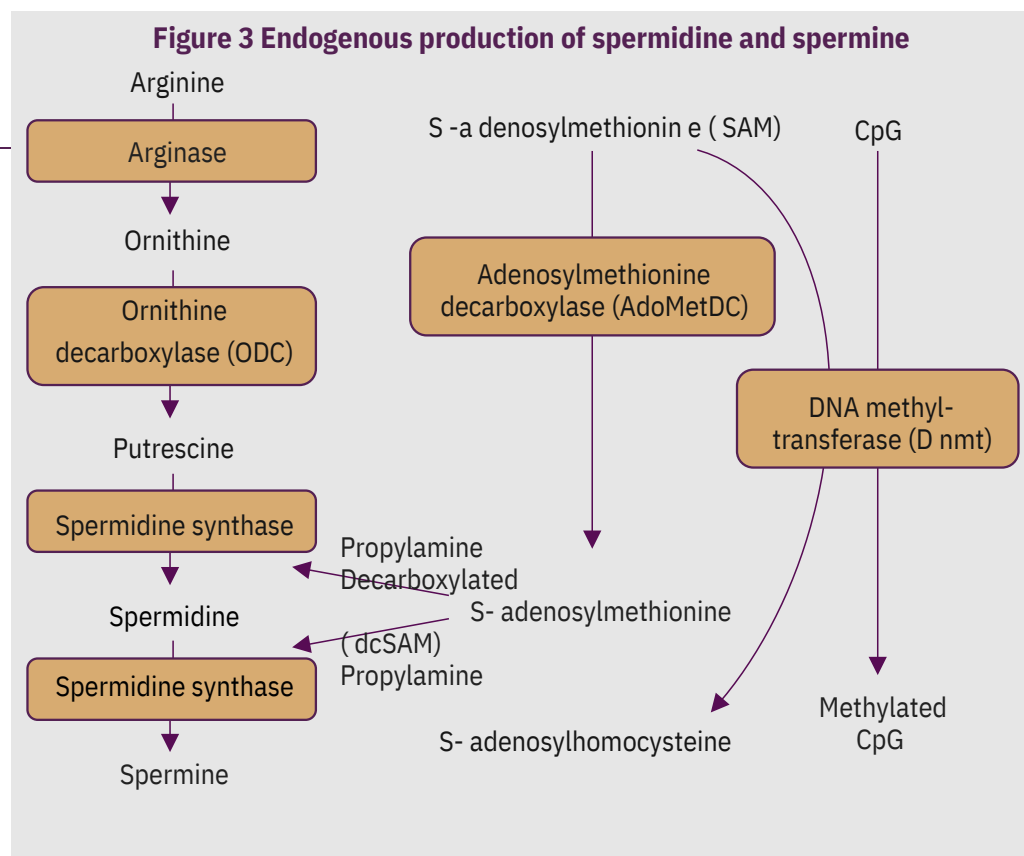 Figure 3 Endogenous production of spermidine and spermine
Arginine
Arginase
Ornithine
Ornithine
decarboxylase (ODC)
Putrescine
Spermidine synthase
Spermidine
Spermidine synthase
Spermine
S -a denosylmethionin e ( SAM)
Adenosylmethionine
decarboxylase (AdoMetDC)
Propylamine
Decarboxylated
S- adenosylmethionine
( dcSAM)
Propylamine
S- adenosylhomocysteine
CpG
DNA methyl-
transferase (D nmt)
Methylated
CpG